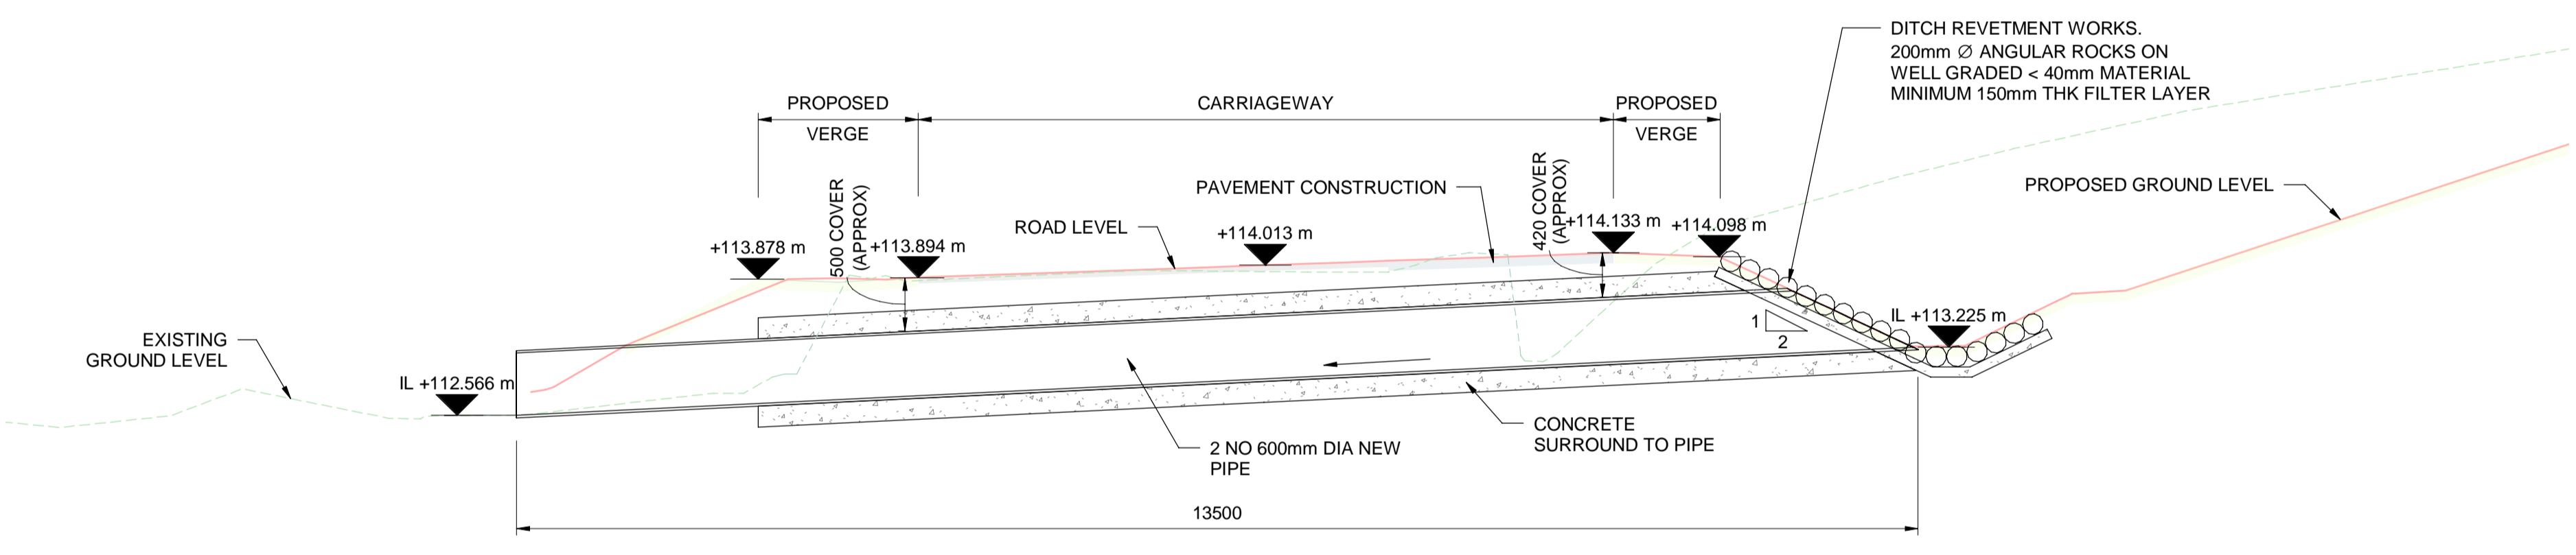 DITCH REVETMENT WORKS.
200mm Ø ANGULAR ROCKS ON
WELL GRADED < 40mm MATERIAL
MINIMUM 150mm THK FILTER LAYER
PROPOSED
VERGE
CARRIAGEWAY
PROPOSED
VERGE
500 COVER
(APPROX)
420 COVER
(APPROX)
PAVEMENT CONSTRUCTION
PROPOSED GROUND LEVEL
ROAD LEVEL
+113.878 m
+113.894 m
+114.013 m
+114.133 m
+114.098 m
EXISTING
GROUND LEVEL
IL +112.566 m
1
2
IL +113.225 m
2 NO 600mm DIA NEW
PIPE
CONCRETE
SURROUND TO PIPE
13500